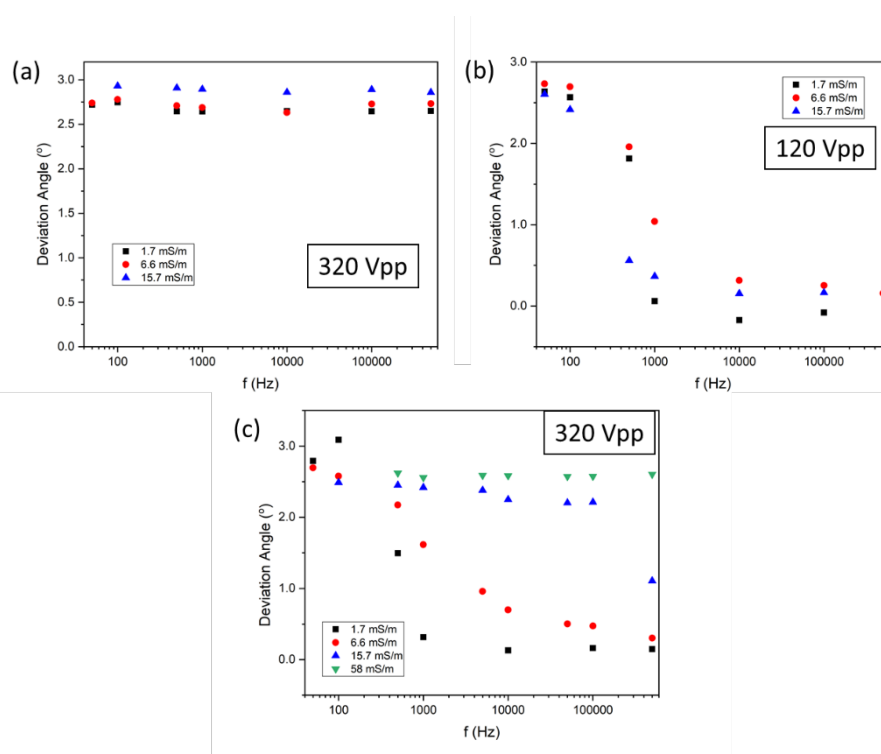 (a)
Deviation Angle (°)
3.0
2.5
2.0
1.5
1.0
0.5
0.0
1.7 mS/m
6.6 mS/m
15.7 mS/m
320 Vpp
100
1000
10000
100000
f (Hz)
(b)
Deviation Angle (°)
3.0
2.0
1.0
0.0
1.7 mS/m
6.6 mS/m
15.7 mS/m
120 Vpp
100
1000
10000
100000
f (Hz)
(c)
Deviation Angle (°)
3.0
2.0
1.0
0.0
320 Vpp
1.7 mS/m
6.6 mS/m
15.7 mS/m
58 mS/m
100
1000
10000
100000
f (Hz)